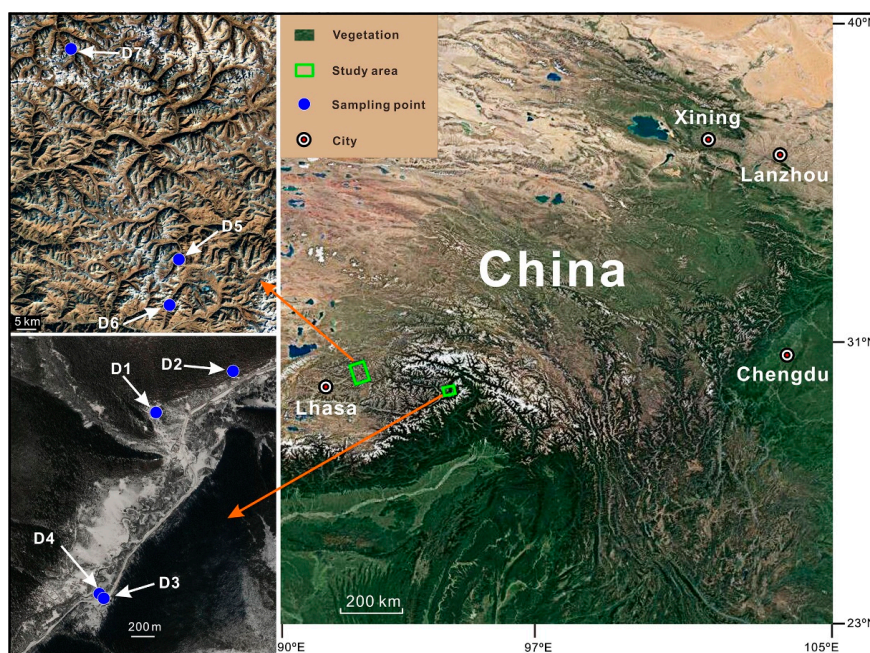 D7
D5
D6
5 km
D2
D1
D4
D3
200 m
Vegetation
Study area
Sampling point
City
Xining
Lanzhou
China
Lhasa
Chengdu
200 km
40°N
31°N
23°N
90°E
97°E
105°E